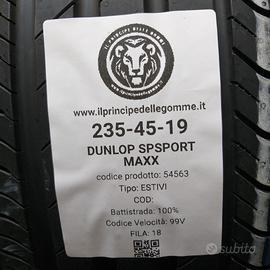 IL PRINCIPE DELLE GOMME
www.ilprincipedellegomme.it
235-45-19
DUNLOP SPSPORT
MAXX
codice prodotto: 54563
Tipo: ESTIVI
COD:
Battistrada: 100%
Codice Velocità: 99V
FILA: 18
subito